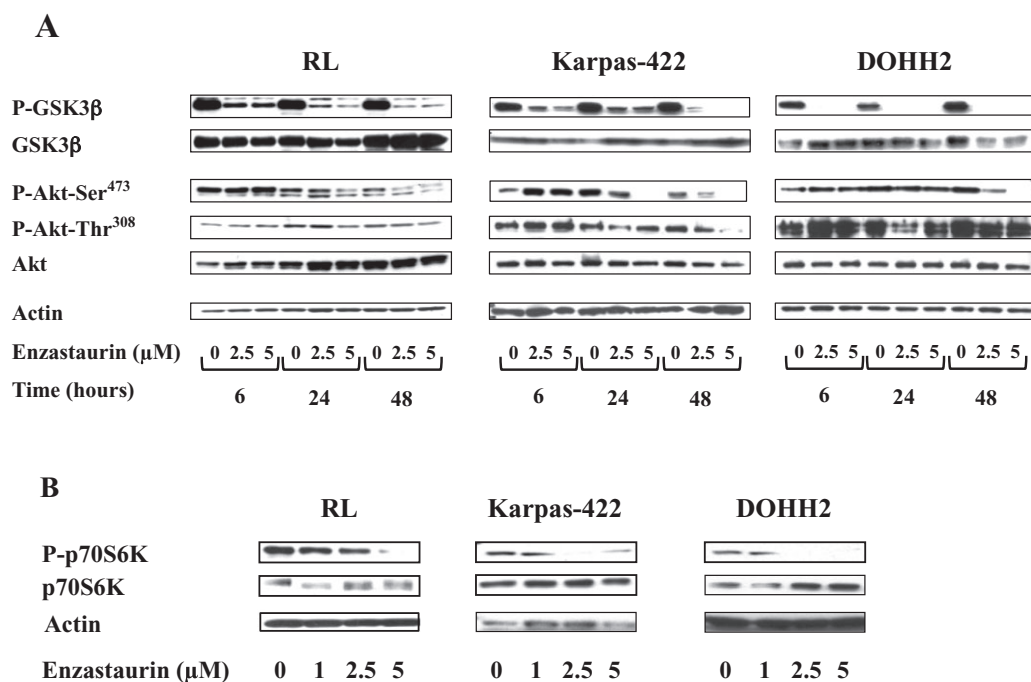 A
RL Karpas-422 DOHH2
P-GSK3β
GSK3β
P-Akt-Ser473
P-Akt-Thr308
Akt
Actin
Enzastaurin (µM) 0 2.5 5 0 2.5 5 0 2.5 5 0 2.5 5 0 2.5 5 0 2.5 5 0 2.5 5 0 2.5 5 0 2.5 5
Time (hours) 6 24 48 6 24 48 6 24 48
B
RL Karpas-422 DOHH2
P-p70S6K
p70S6K
Actin
Enzastaurin (µM) 0 1 2.5 5 0 1 2.5 5 0 1 2.5 5